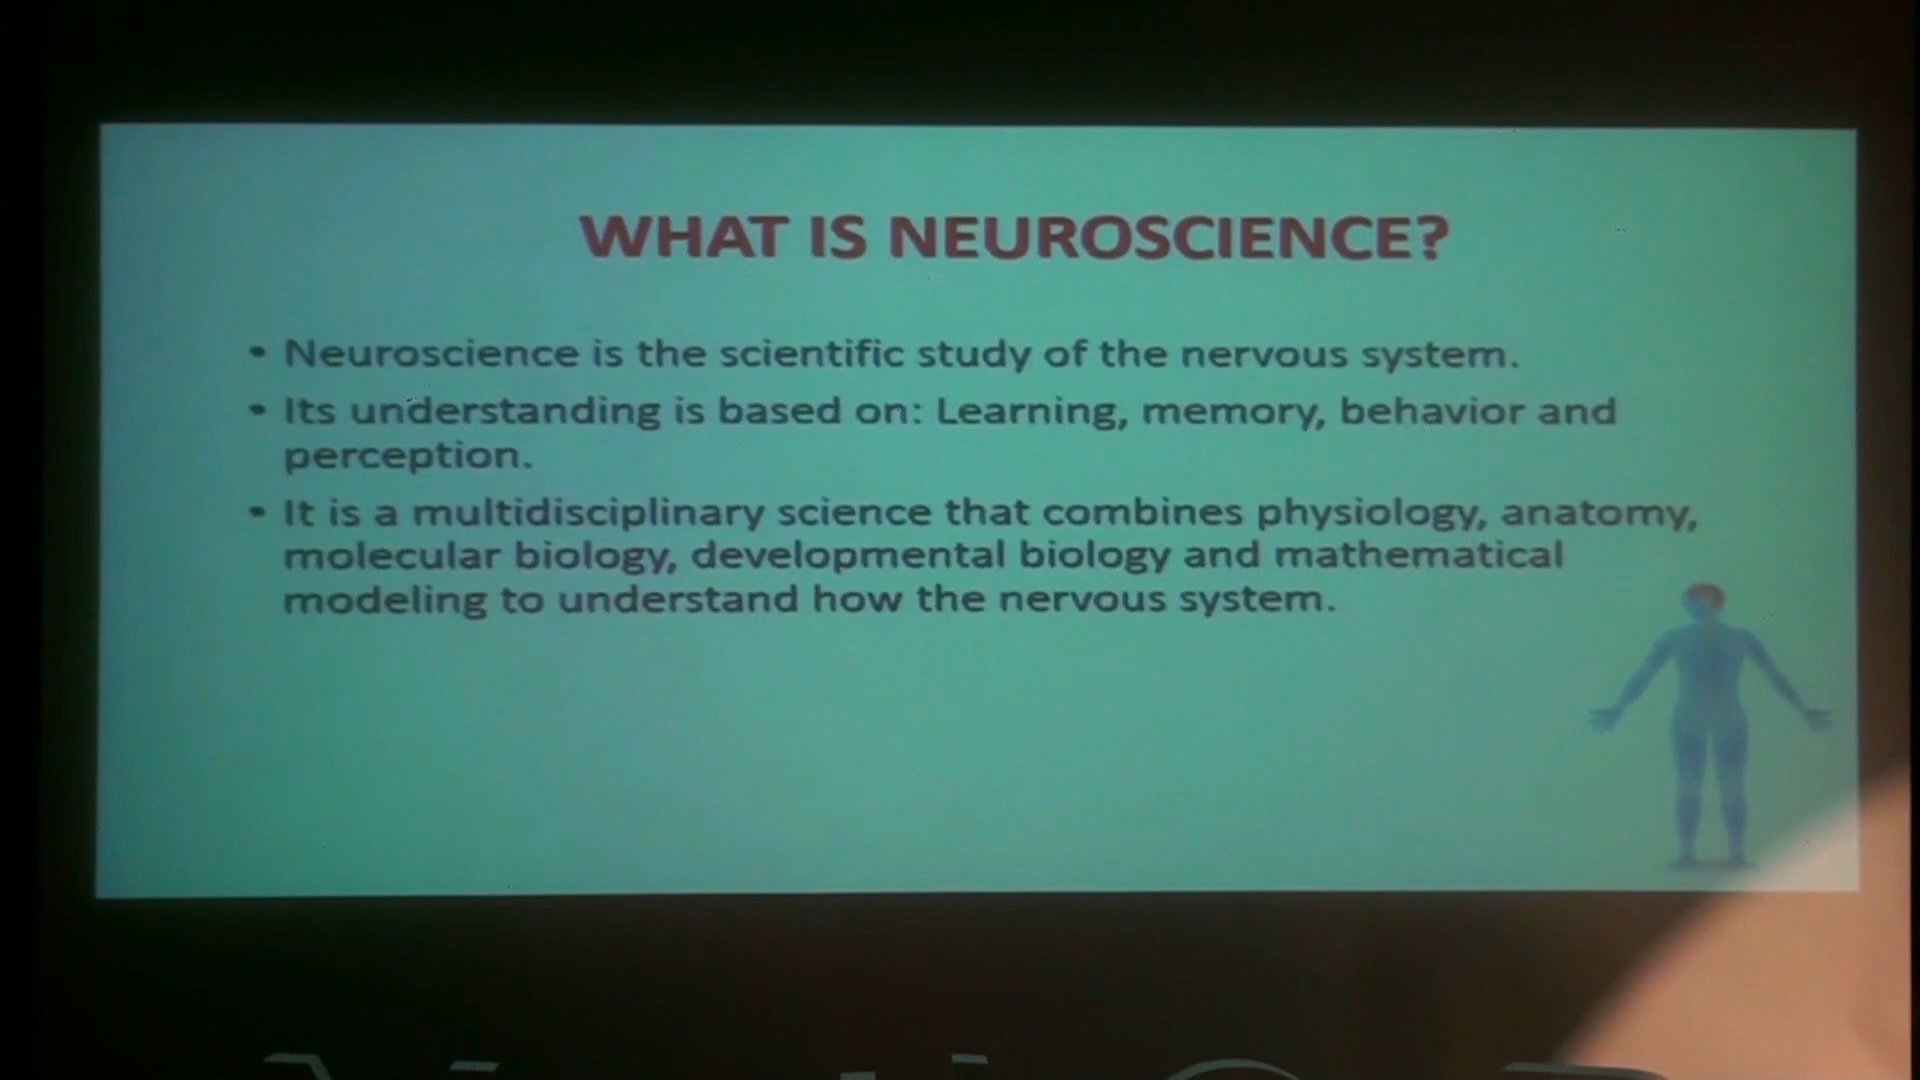 WHAT IS NEUROSCIENCE?
• Neuroscience is the scientific study of the nervous system.
• Its understanding is based on: Learning, memory, behavior and
perception.
• It is a multidisciplinary science that combines physiology, anatomy,
molecular biology, developmental biology and mathematical
modeling to understand how the nervous system.